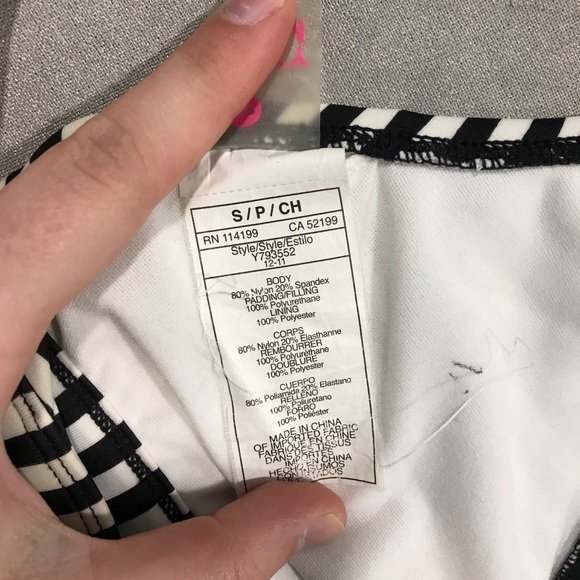 S / P / CH
RN 114199 CA 52199
Style/Style/Estilo
Y793552
12-11
BODY
80% Nylon 20% Spandex
PADDING/FILLING
100% Polyurethane
LINING
100% Polyester
CORPS
80% Nylon 20% Elasthanne
REMBOURRER
100% Polyuréthane
DOUBLURE
100% Polyester
CUERPO
80% Poliamida 20% Elastano
RELLENO
100% Poliuretano
FORRO
100% Poliéster
MADE IN CHINA
OF IMPORTED FABRIC
FABRIQUÉ EN CHINE
DANS TISSUS
EN CHINA